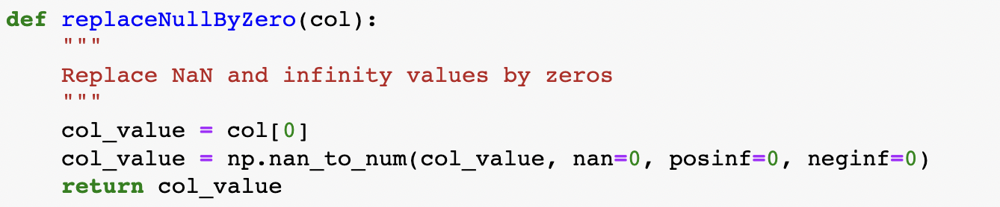 def replaceNullByZero(col):
    """
    Replace NaN and infinity values by zeros
    """
    col_value = col[0]
    col_value = np.nan_to_num(col_value, nan=0, posinf=0, neginf=0)
    return col_value